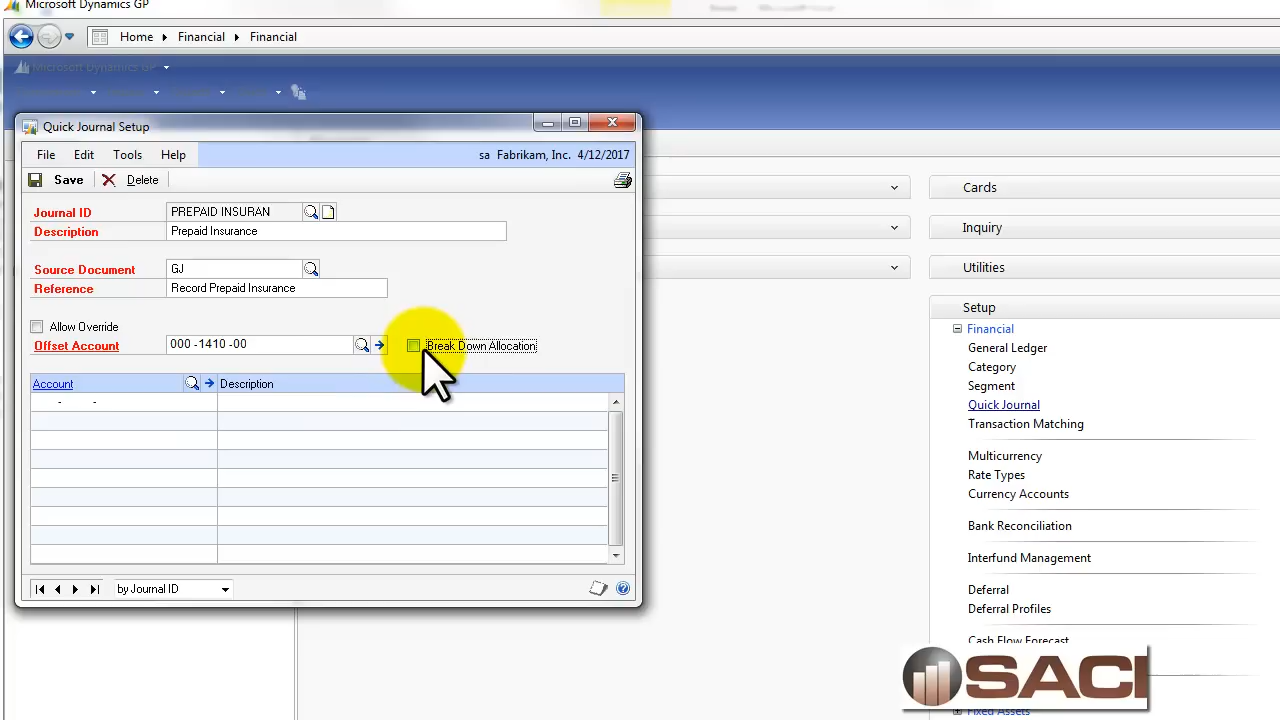 Microsoft Dynamics GP
Home Financial Financial
Microsoft Dynamics GP
Quick Journal Setup
File Edit Tools Help sa Fabrikam, Inc. 4/12/2017
Save Delete
Journal ID PREPAID INSURAN
Description Prepaid Insurance
Source Document GJ
Reference Record Prepaid Insurance
Allow Override
Offset Account 000 -1410 -00 Break Down Allocation
Account Description
- -
by Journal ID
Cards
Inquiry
Utilities
Setup
Financial
General Ledger
Category
Segment
Quick Journal
Transaction Matching
Multicurrency
Rate Types
Currency Accounts
Bank Reconciliation
Interfund Management
Deferral
Deferral Profiles
Cash Flow Forecast
SACI
Fixed Assets